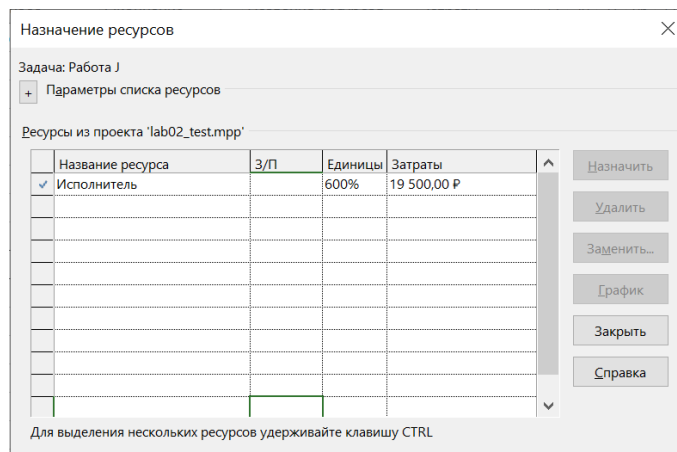 Назначение ресурсов
Задача: Работа J
+ Параметры списка ресурсов
Ресурсы из проекта 'lab02_test.mpp'
Название ресурса З/П Единицы Затраты
Исполнитель 600% 19 500,00 ₽
Назначить
Удалить
Заменить...
График
Закрыть
Справка
Для выделения нескольких ресурсов удерживайте клавишу CTRL